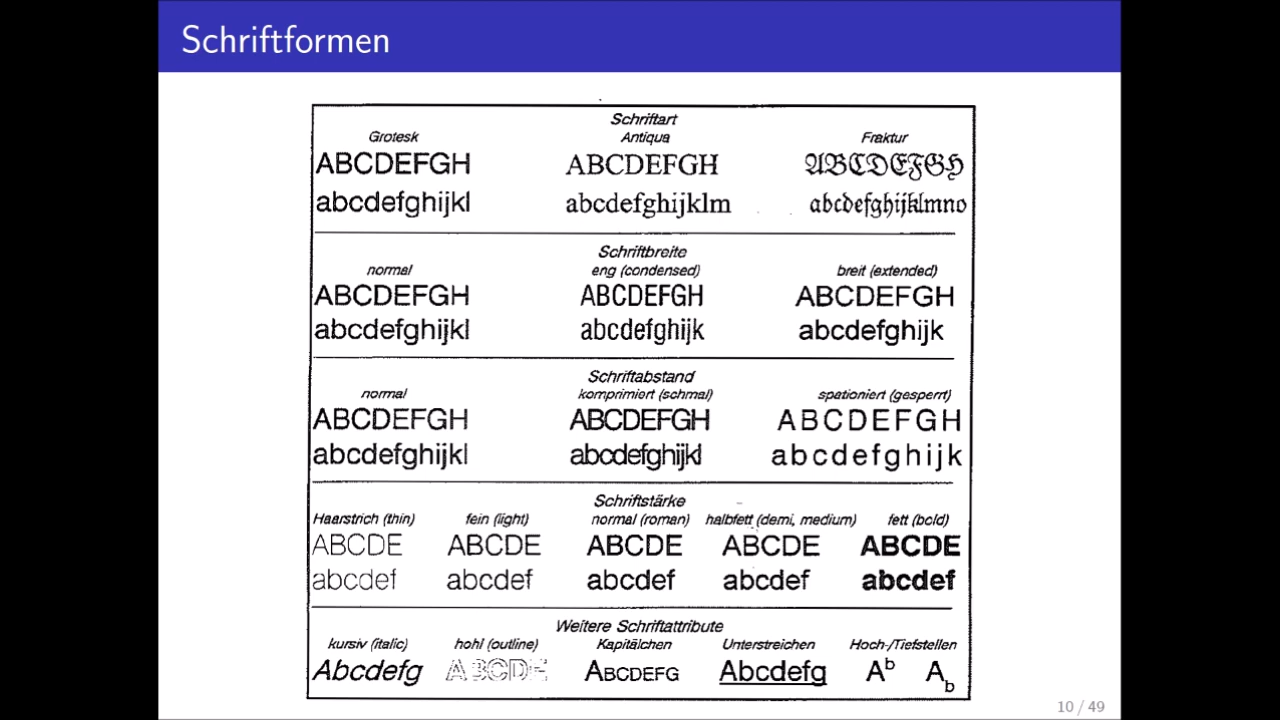 Schriftformen
Schriftart
Grotesk Antiqua Fraktur
ABCDEFGH ABCDEFGH ABCDEFGH
abcdefghijkl abcdefghijklm abcdefghijklmno
Schriftbreite
normal eng (condensed) breit (extended)
ABCDEFGH ABCDEFGH ABCDEFGH
abcdefghijkl abcdefghijk abcdefghijk
Schriftabstand
normal komprimiert (schmal) spationiert (gesperrt)
ABCDEFGH ABCDEFGH ABCDEFGH
abcdefghijkl abcdefghijkl abcdefghijk
Schriftstärke
Haarstrich (thin) fein (light) normal (roman) halbfett (demi, medium) fett (bold)
ABCDE ABCDE ABCDE ABCDE ABCDE
abcdef abcdef abcdef abcdef abcdef
Weitere Schriftattribute
kursiv (italic) hohl (outline) Kapitälchen Unterstreichen Hoch-/Tiefstellen
Abcdefg ABCDE ABCDEFG Abcdefg Ab Ab
10 / 49